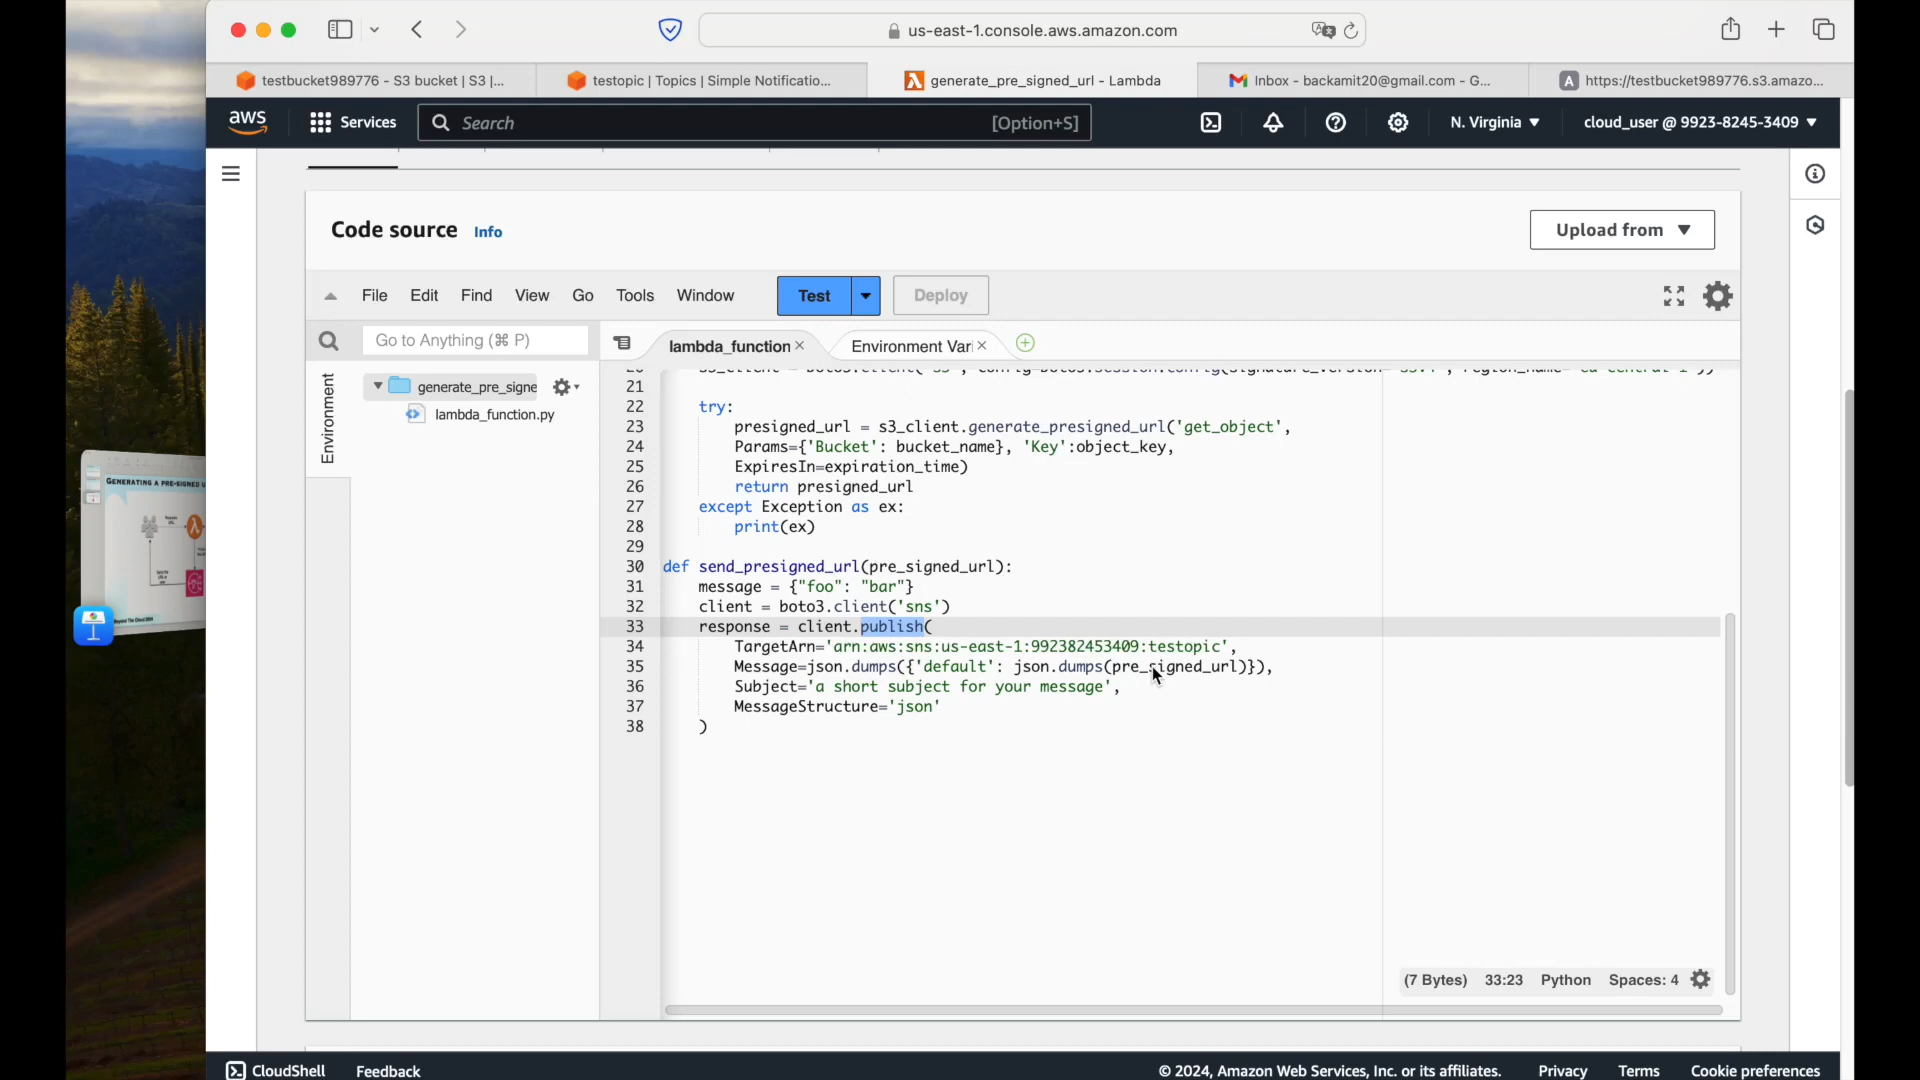 us-east-1.console.aws.amazon.com
testbucket989776 - S3 bucket | S3 |...
testopic | Topics | Simple Notificatio...
generate_pre_signed_url - Lambda
Inbox - backamit20@gmail.com - G...
A https://testbucket989776.s3.amazo...
aws
Services
Search
[Option+S]
N. Virginia
cloud_user @ 9923-8245-3409
Code source Info
Upload from
File Edit Find View Go Tools Window
Test
Deploy
Go to Anything (⌘ P)
lambda_function
Environment Vari
Environment
generate_pre_signe
lambda_function.py
21
22 try:
23 presigned_url = s3_client.generate_presigned_url('get_object',
24 Params={'Bucket': bucket_name}, 'Key':object_key,
25 ExpiresIn=expiration_time)
26 return presigned_url
27 except Exception as ex:
28 print(ex)
29
30 def send_presigned_url(pre_signed_url):
31 message = {"foo": "bar"}
32 client = boto3.client('sns')
33 response = client.publish(
34 TargetArn='arn:aws:sns:us-east-1:992382453409:testopic',
35 Message=json.dumps({'default': json.dumps(pre_signed_url)}),
36 Subject='a short subject for your message',
37 MessageStructure='json'
38 )
(7 Bytes) 33:23 Python Spaces: 4
GENERATING A PRE-SIGNED U
CloudShell Feedback
© 2024, Amazon Web Services, Inc. or its affiliates. Privacy Terms Cookie preferences